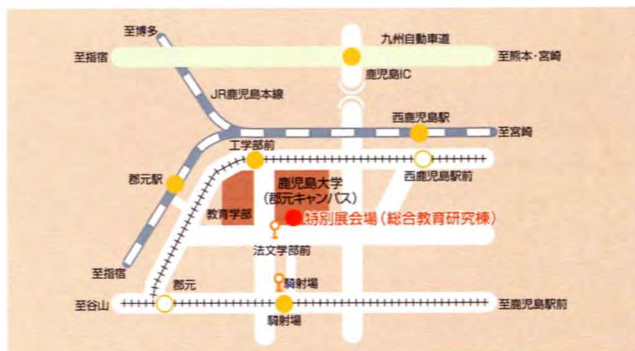 至博多
九州自動車道
至指宿
至熊本・宮崎
鹿児島IC
JR鹿児島本線
西鹿児島駅
至宮崎
工学部前
西鹿児島駅前
郡元駅
鹿児島大学
(郡元キャンパス)
教育学部
特別展会場(総合教育研究棟)
法文学部前
至指宿
騎射場
郡元
至谷山
至鹿児島駅前
騎射場